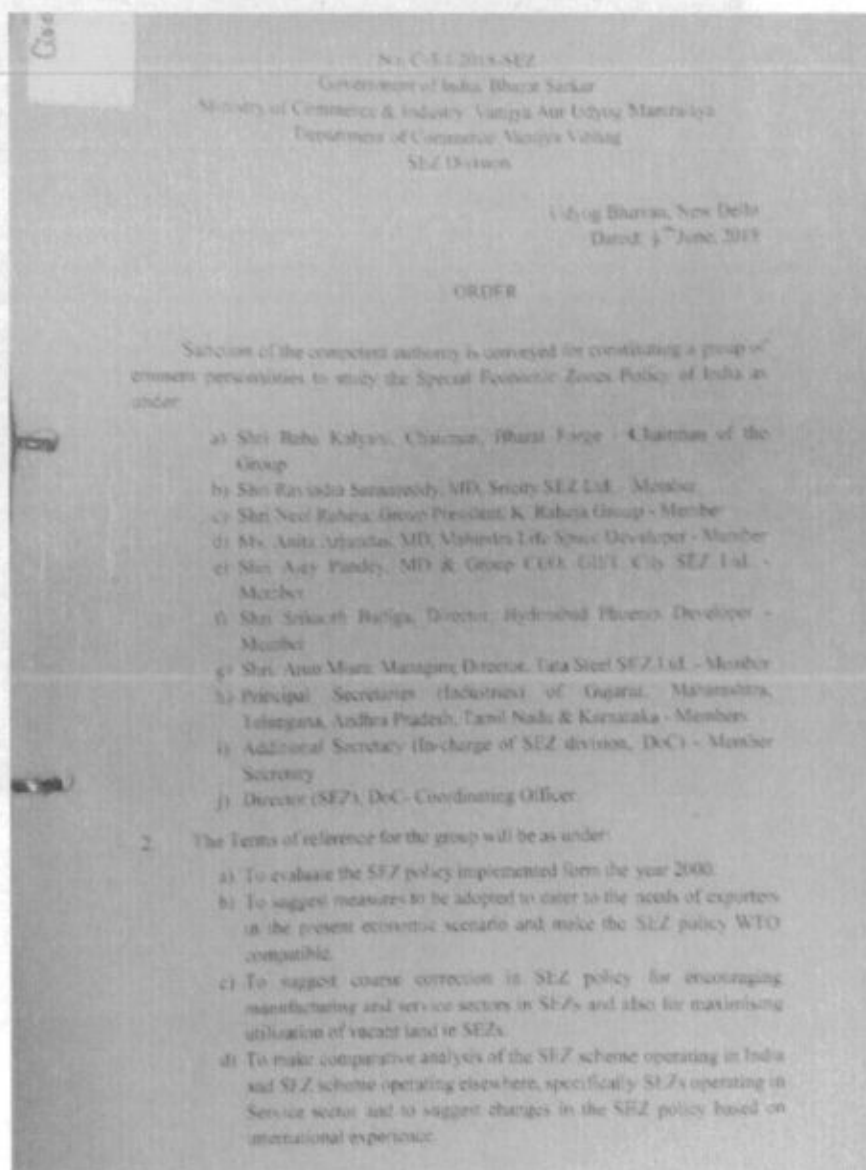 Government of India, Bharat Sarkar
Ministry of Commerce & Industry, Vanijya Aur Udyog Mantralaya
Department of Commerce, Vanijya Vibhag
SEZ Division
Udyog Bhavan, New Delhi
Dated: June, 2018
ORDER
Sanction of the competent authority is conveyed for constituting a group of
eminent personalities to study the Special Economic Zones Policy of India as
under:
a) Shri Baba Kalyani, Chairman, Bharat Forge - Chairman of the
Group
b) Shri Ravindra MD, Sricity SEZ Ltd. - Member
c) Shri Neel Raheja, Group President, K. Raheja Group - Member
d) Ms. Anita Arjundas, MD, Mahindra Life Space Developer - Member
e) Shri Ajay Pandey, MD & Group CEO, GIFT City SEZ Ltd. -
Member
f) Shri Srikanth Badiga, Director, Hyderabad Phoenix Developer -
Member
g) Shri. Arun Misra, Managing Director, Tata Steel SEZ Ltd. - Member
h) Principal Secretaries (Industries) of Gujarat, Maharashtra,
Telangana, Andhra Pradesh, Tamil Nadu & Karnataka - Members
i) Additional Secretary (In-charge of SEZ division, DoC) - Member
Secretary
j) Director (SEZ), DoC- Coordinating Officer.
2. The Terms of reference for the group will be as under:
a) To evaluate the SEZ policy implemented form the year 2000.
b) To suggest measures to be adopted to cater to the needs of exporters
in the present economic scenario and make the SEZ policy WTO
compatible.
c) To suggest course correction in SEZ policy for encouraging
manufacturing and service sectors in SEZs and also for maximising
utilization of vacant land in SEZs.
d) To make comparative analysis of the SEZ scheme operating in India
and SEZ scheme operating elsewhere, specifically SEZs operating in
Service sector and to suggest changes in the SEZ policy based on
international experience.